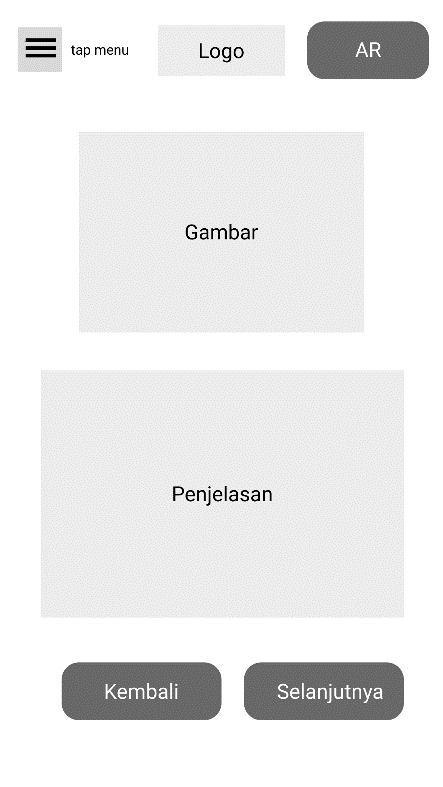 tap menu
Logo
AR
Gambar
Penjelasan
Kembali
Selanjutnya